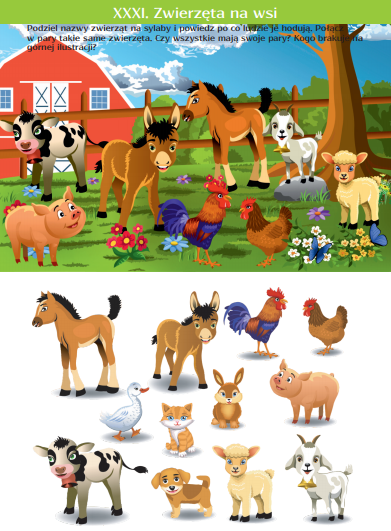 XXXI. Zwierzęta na wsi
Podziel nazwy zwierząt na sylaby i powiedz po co ludzie je hodują. Połącz
w pary takie same zwierzęta. Czy wszystkie mają swoje pary? Kogo brakuje na
górnej ilustracji?